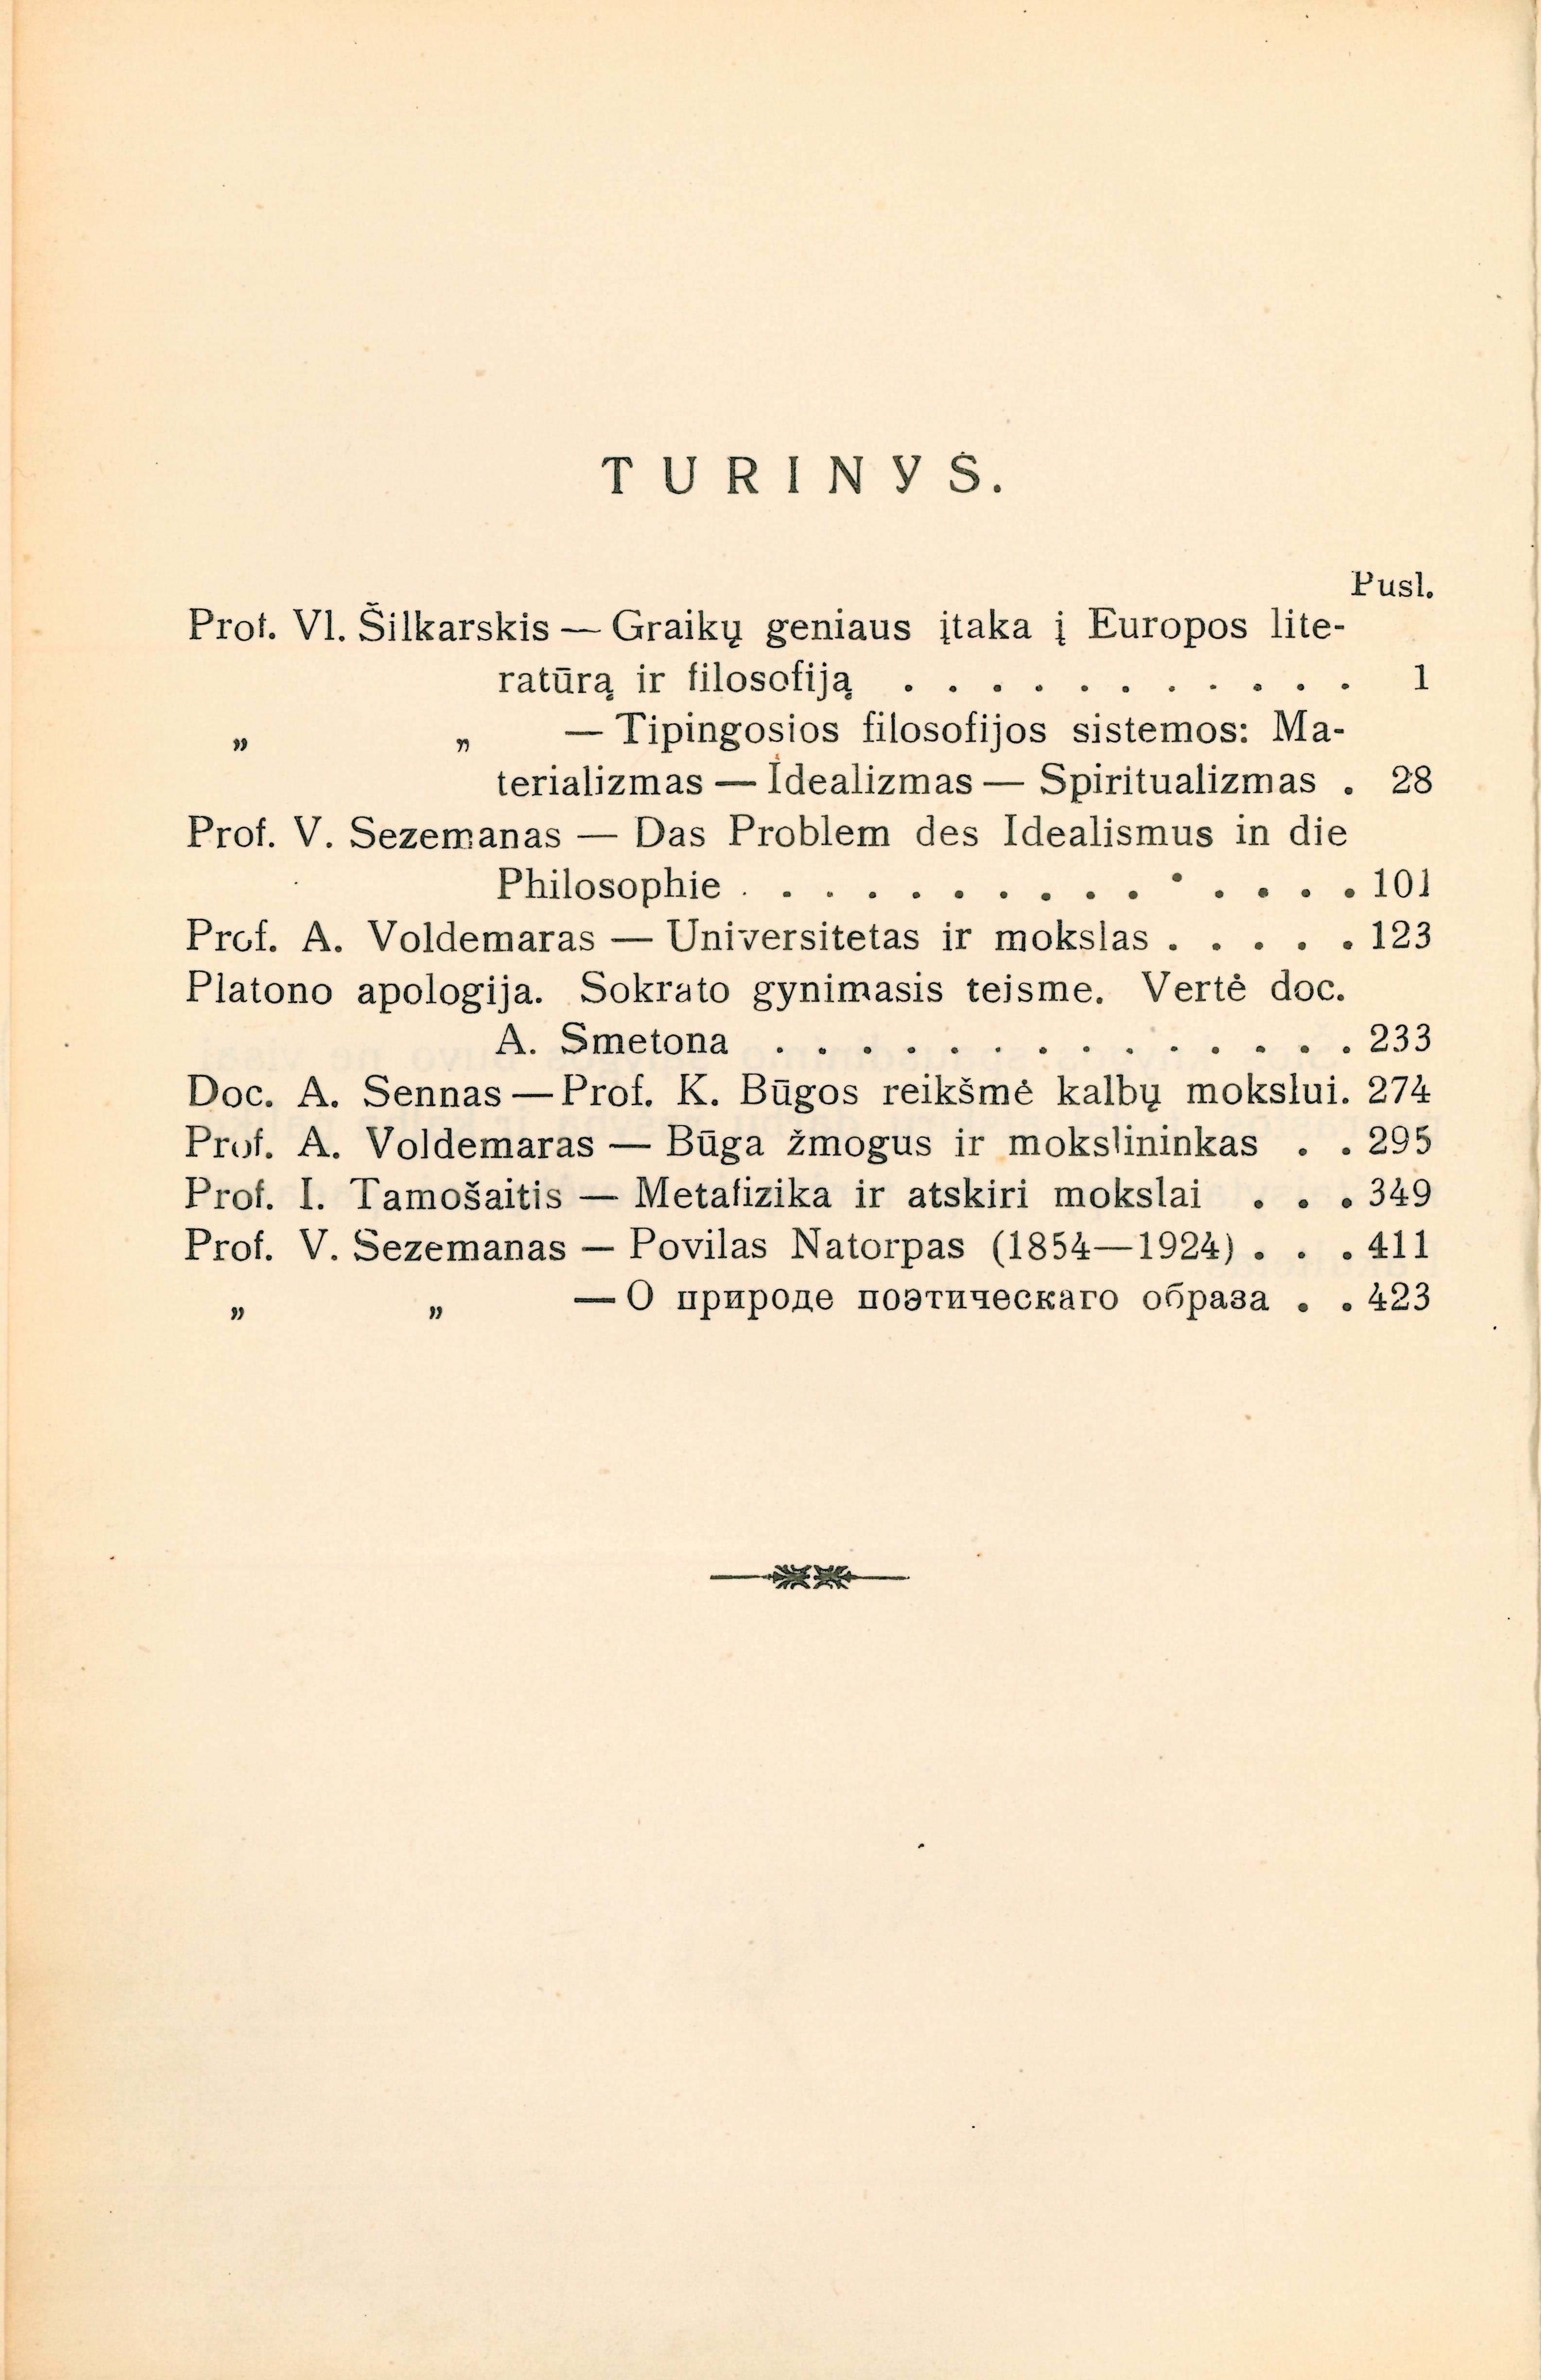 TURINYS.
Pusl.
Prof. Vl. Šilkarskis — Graikų geniaus įtaka į Europos lite-
ratūrą ir filosofiją . . . . . . . . . . . 1
„ „ — Tipingosios filosofijos sistemos: Ma-
terializmas — Idealizmas — Spiritualizmas . 28
Prof. V. Sezemanas — Das Problem des Idealismus in die
Philosophie . . . . . . . . . . . . . . . 101
Prof. A. Voldemaras — Universitetas ir mokslas . . . . . 123
Platono apologija. Sokrato gynimasis teisme. Vertė doc.
A. Smetona . . . . . . . . . . . . . . 233
Doc. A. Sennas — Prof. K. Būgos reikšmė kalbų mokslui. 274
Prof. A. Voldemaras — Būga žmogus ir mokslininkas . . 295
Prof. I. Tamošaitis — Metafizika ir atskiri mokslai . . . 349
Prof. V. Sezemanas — Povilas Natorpas (1854—1924) . . . 411
„ „ — О природе поэтическаго образа . . 423